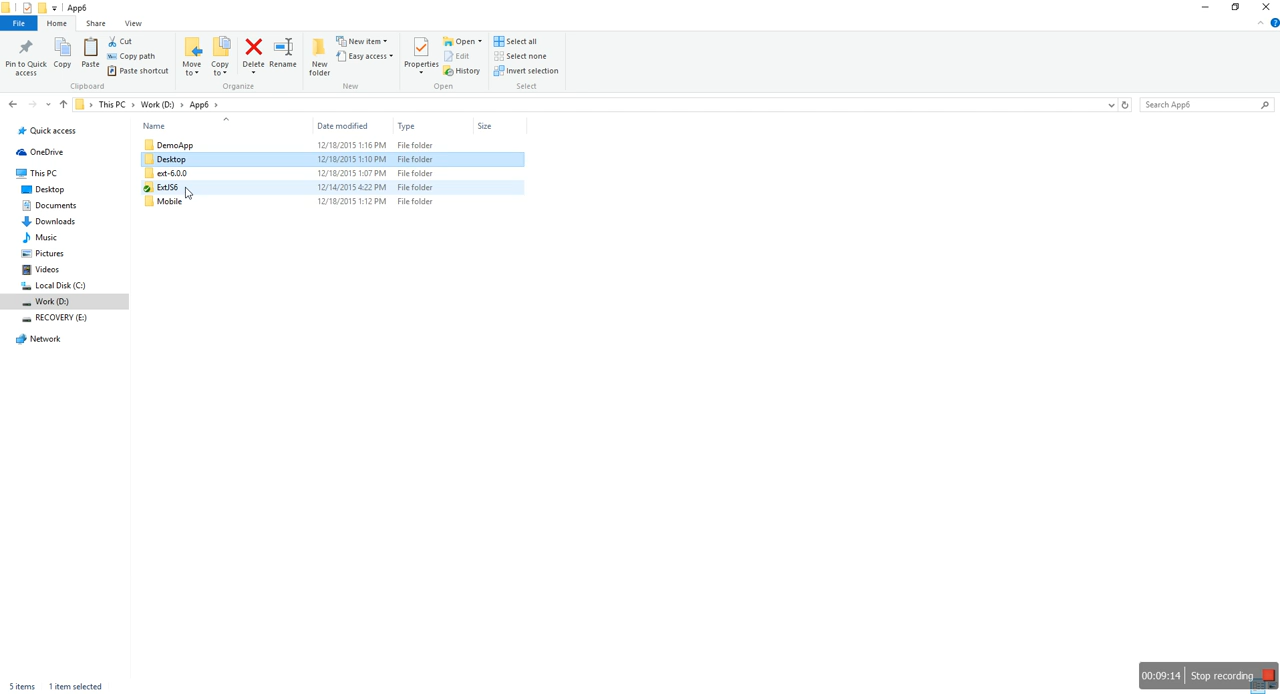 App6
File Home Share View
Pin to Quick access
Copy
Paste
Cut
Copy path
Paste shortcut
Clipboard
Move to
Copy to
Delete
Rename
Organize
New folder
New item
Easy access
New
Properties
Open
Edit
History
Open
Select all
Select none
Invert selection
Select
This PC Work (D:) App6
Search App6
Quick access
OneDrive
This PC
Desktop
Documents
Downloads
Music
Pictures
Videos
Local Disk (C:)
Work (D:)
RECOVERY (E:)
Network
Name Date modified Type Size
DemoApp 12/18/2015 1:16 PM File folder
Desktop 12/18/2015 1:10 PM File folder
ext-6.0.0 12/18/2015 1:07 PM File folder
ExtJS6 12/14/2015 4:22 PM File folder
Mobile 12/18/2015 1:12 PM File folder
5 items 1 item selected
00:09:14 Stop recording